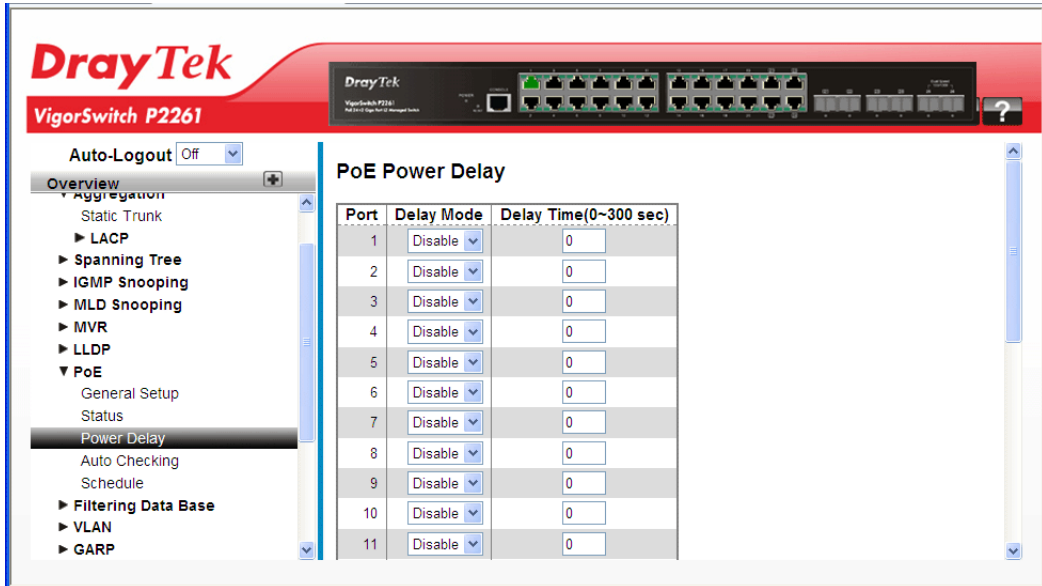 DrayTek
VigorSwitch P2261
DrayTek
VigorSwitch P2261
POWER
CONSOLE
?
Auto-Logout Off
Overview
Aggregation
Static Trunk
LACP
Spanning Tree
IGMP Snooping
MLD Snooping
MVR
LLDP
PoE
General Setup
Status
Power Delay
Auto Checking
Schedule
Filtering Data Base
VLAN
GARP
PoE Power Delay
Port Delay Mode Delay Time(0~300 sec)
1 Disable 0
2 Disable 0
3 Disable 0
4 Disable 0
5 Disable 0
6 Disable 0
7 Disable 0
8 Disable 0
9 Disable 0
10 Disable 0
11 Disable 0